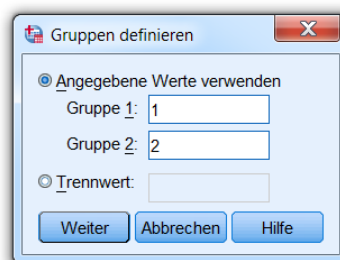 Gruppen definieren
Angegebene Werte verwenden
Gruppe 1: 1
Gruppe 2: 2
Trennwert:
Weiter Abbrechen Hilfe